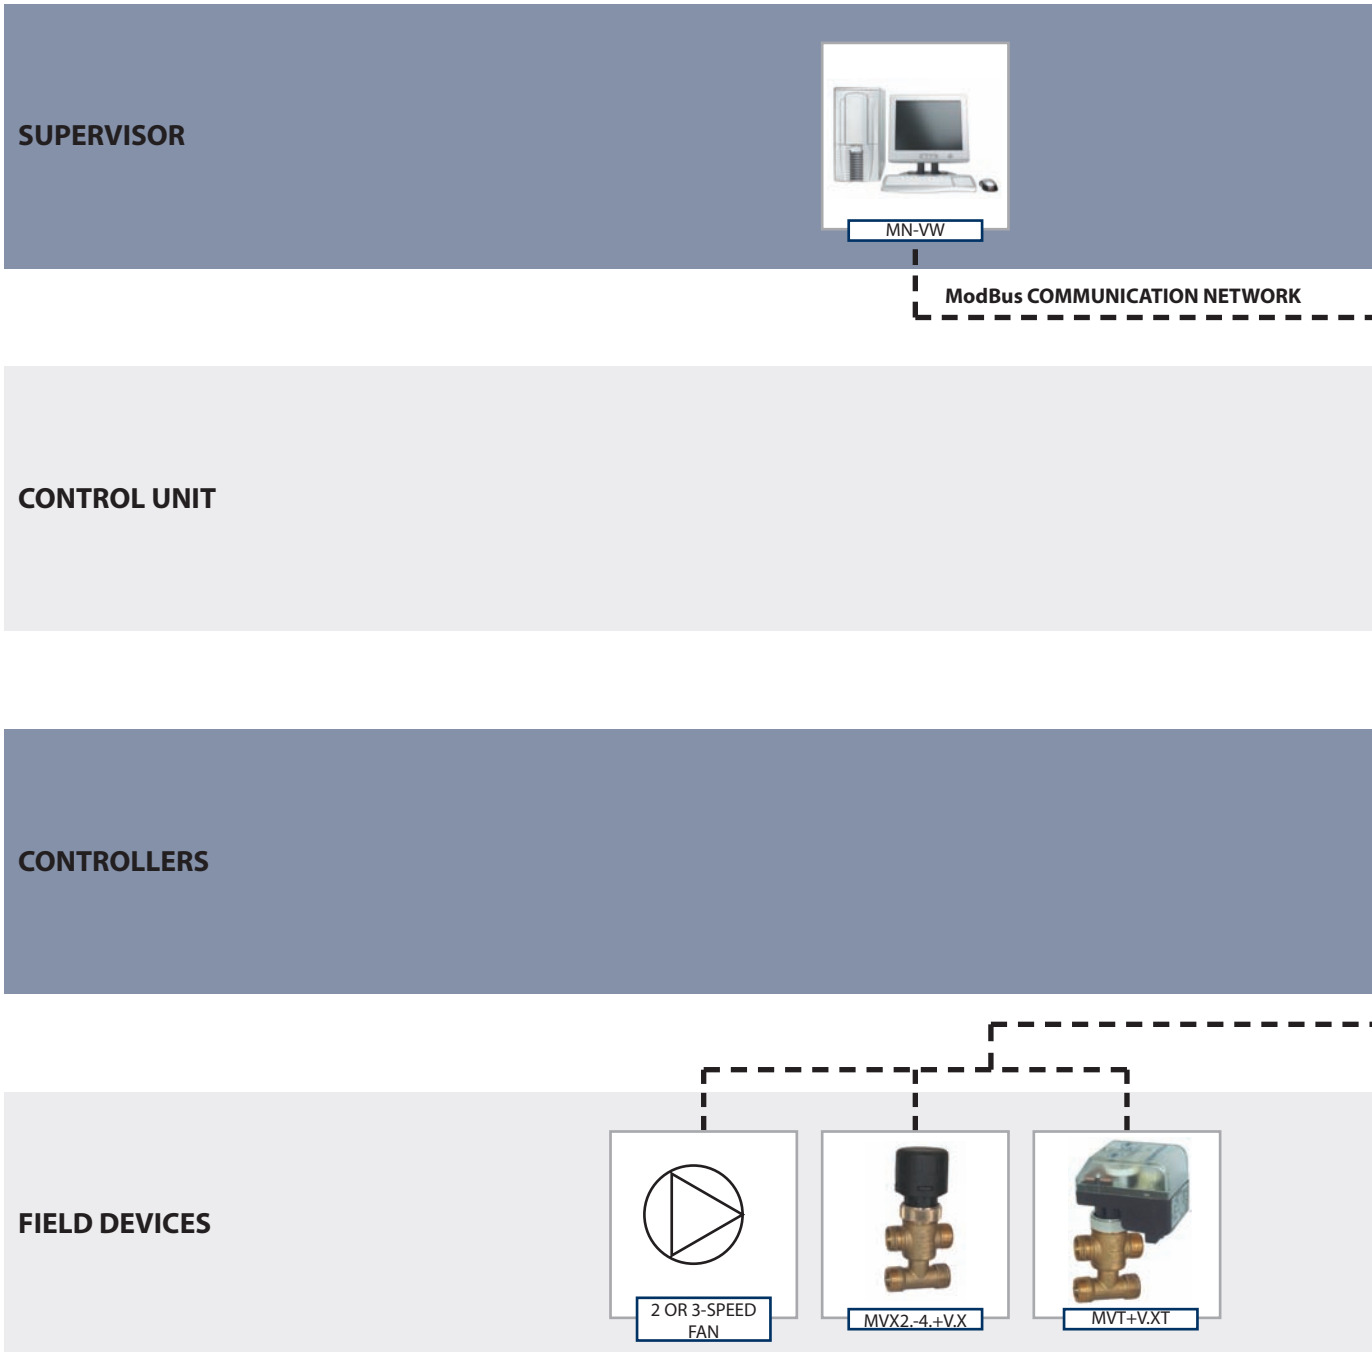 SUPERVISOR
MN-VW
ModBus COMMUNICATION NETWORK
CONTROL UNIT
CONTROLLERS
FIELD DEVICES
2 OR 3-SPEED
FAN
MVX2.-4.+V.X
MVT+V.XT